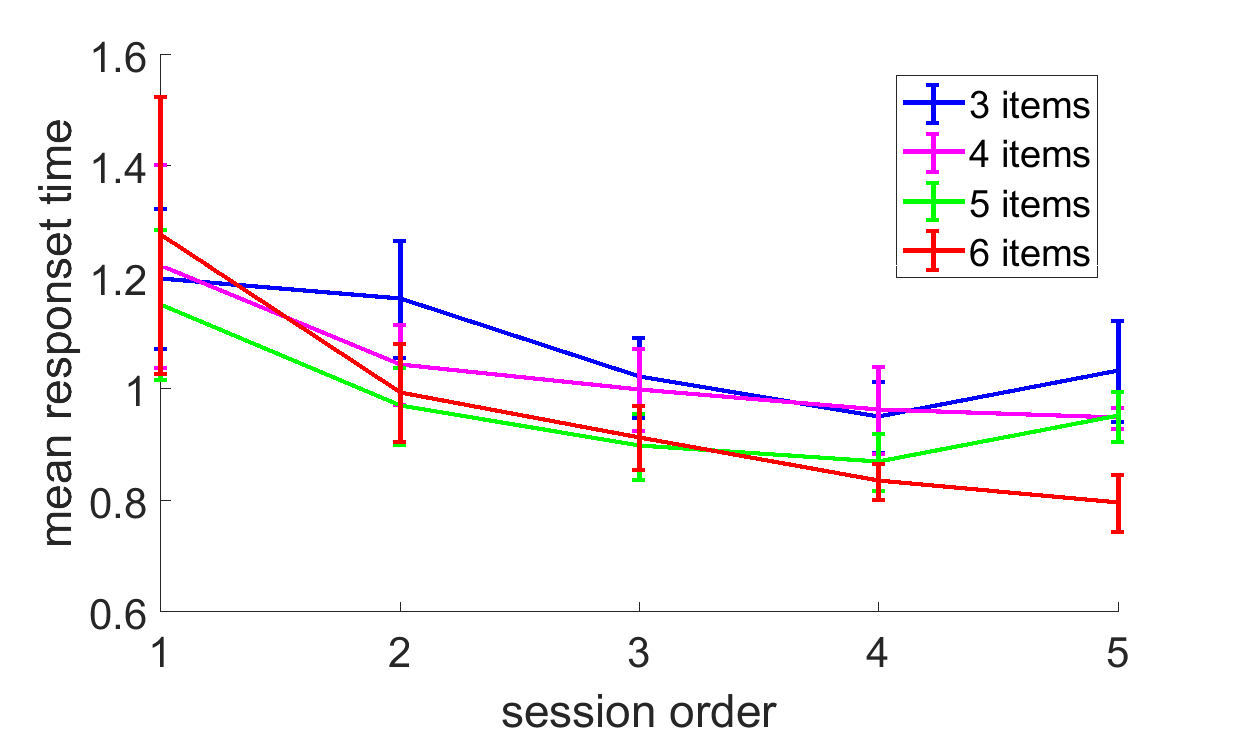 1.6
1.4
1.2
1
0.8
0.6
mean responset time
3 items
4 items
5 items
6 items
1 2 3 4 5
session order